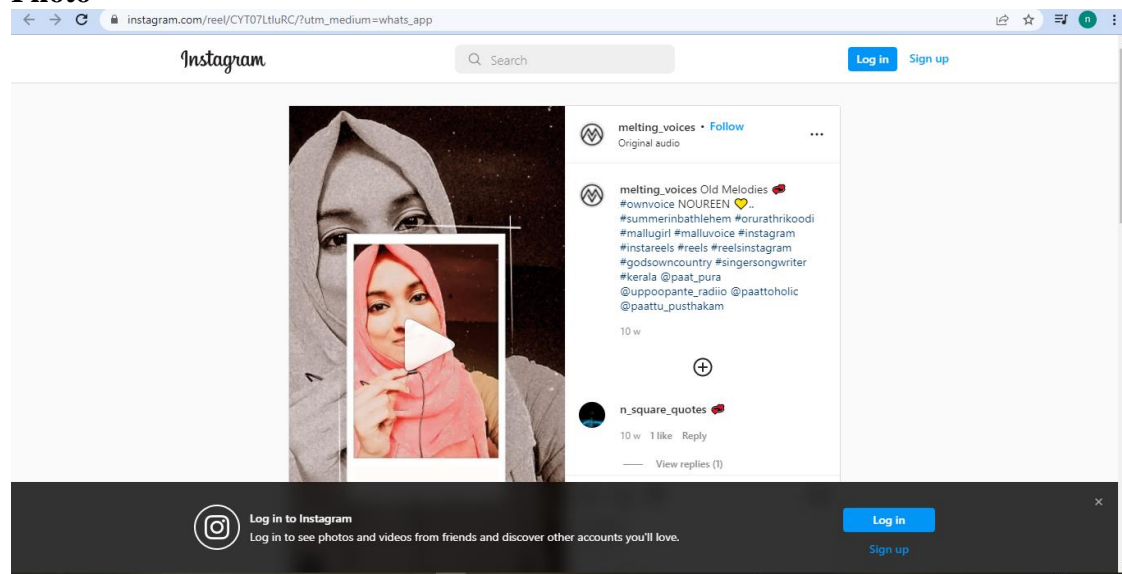 Photo
instagram.com/reel/CYT07LtluRC/?utm_medium=whats_app
n
Instagram
Search
Log in
Sign up
melting_voices • Follow
Original audio
melting_voices Old Melodies
#ownvoice NOUREEN 💛..
#summerinbathlehem #orurathrikoodi
#mallugirl #malluvoice #instagram
#instareels #reels #reelsinstagram
#godsowncountry #singersongwriter
#kerala @paat_pura
@uppoopante_radiio @paattoholic
@paattu_pusthakam
10 w
n_square_quotes
10 w 1 like Reply
View replies (1)
Log in to Instagram
Log in to see photos and videos from friends and discover other accounts you'll love.
Log in
Sign up